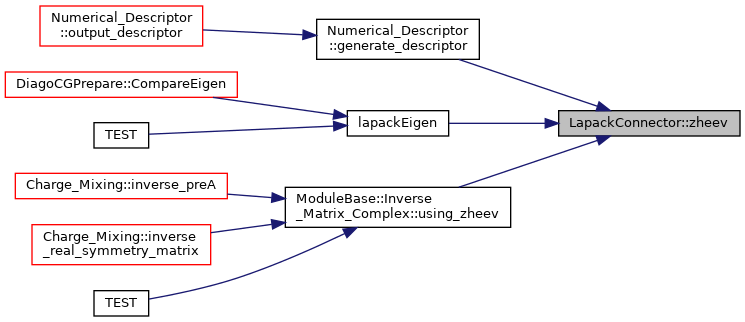 Numerical_Descriptor
::output_descriptor
Numerical_Descriptor
::generate_descriptor
DiagoCGPrepare::CompareEigen
TEST
lapackEigen
LapackConnector::zheev
Charge_Mixing::inverse_preA
ModuleBase::Inverse
_Matrix_Complex::using_zheev
Charge_Mixing::inverse
_real_symmetry_matrix
TEST